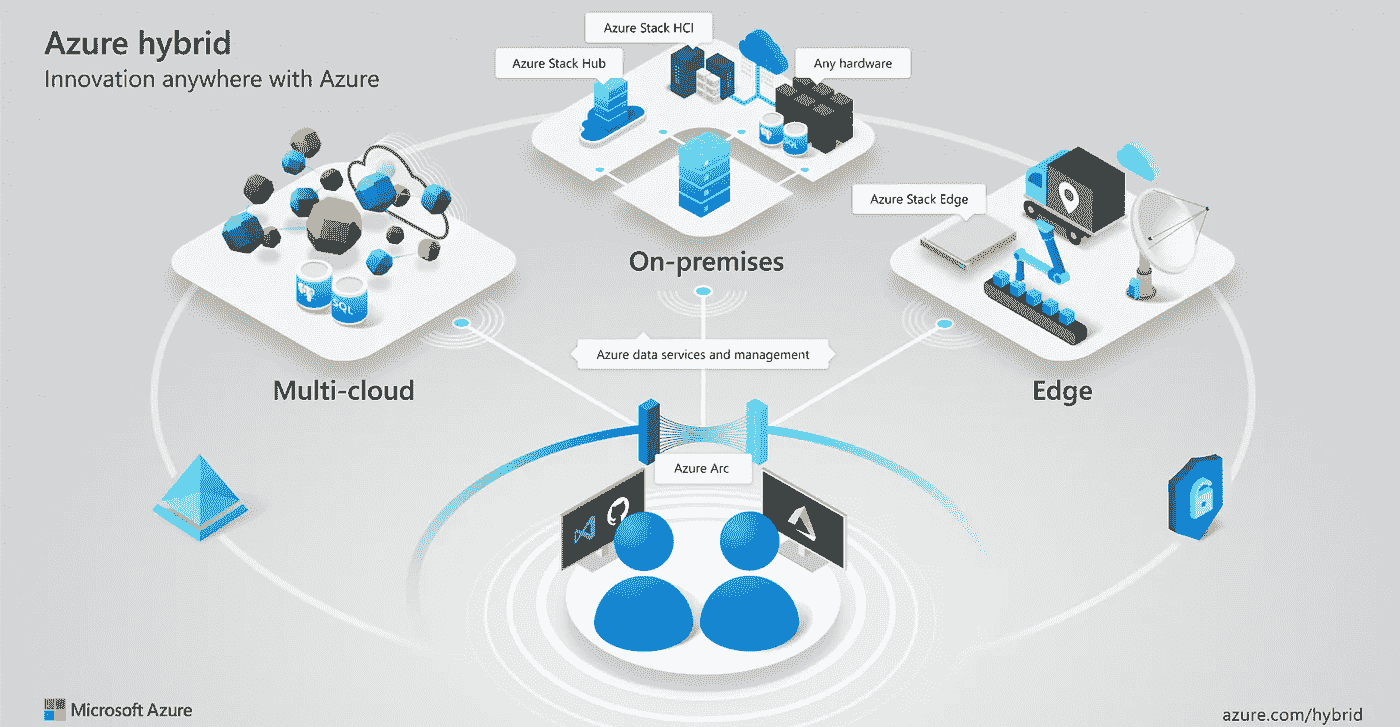 Azure hybrid
Innovation anywhere with Azure
Azure Stack HCI
Azure Stack Hub
Any hardware
Azure Stack Edge
On-premises
SQL
Azure data services and management
Multi-cloud
Edge
Azure Arc
Microsoft Azure
azure.com/hybrid